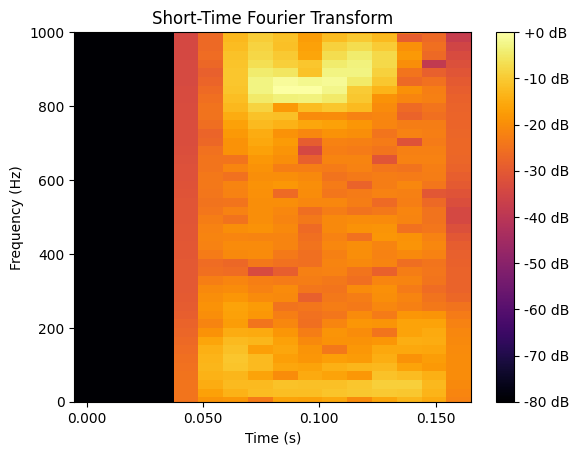 Short-Time Fourier Transform
1000
800
600
400
200
0
Frequency (Hz)
0.000
0.050
0.100
0.150
Time (s)
+0 dB
-10 dB
-20 dB
-30 dB
-40 dB
-50 dB
-60 dB
-70 dB
-80 dB